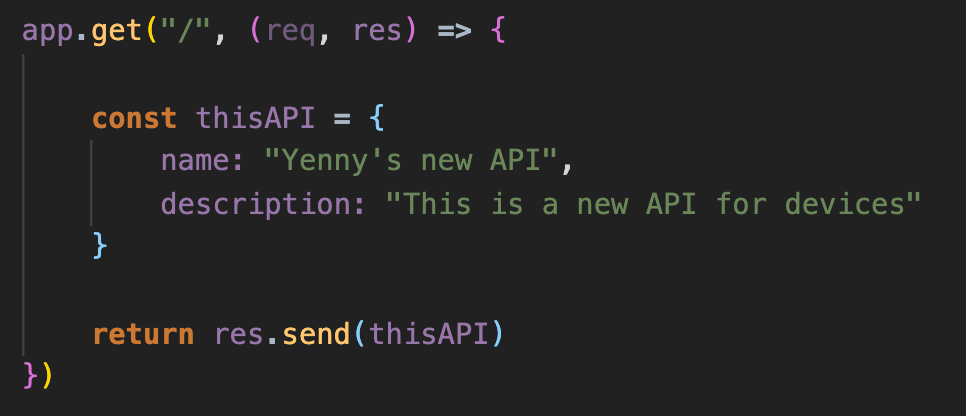 app.get("/", (req, res) => {
const thisAPI = {
name: "Yenny's new API",
description: "This is a new API for devices"
}
return res.send(thisAPI)
})